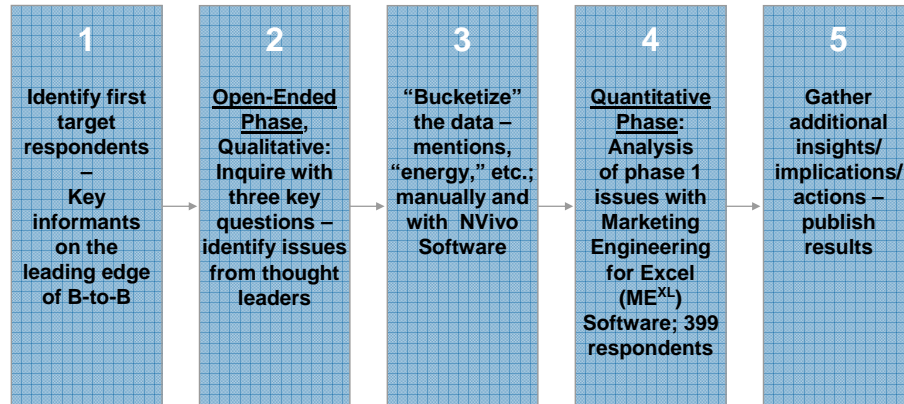 1
Identify first
target
respondents
–
Key
informants
on the
leading edge
of B-to-B
2
Open-Ended
Phase,
Qualitative:
Inquire with
three key
questions –
identify issues
from thought
leaders
3
“Bucketize”
the data –
mentions,
“energy,” etc.;
manually and
with NVivo
Software
4
Quantitative
Phase:
Analysis
of phase 1
issues with
Marketing
Engineering
for Excel
(MEXL)
Software; 399
respondents
5
Gather
additional
insights/
implications/
actions –
publish
results